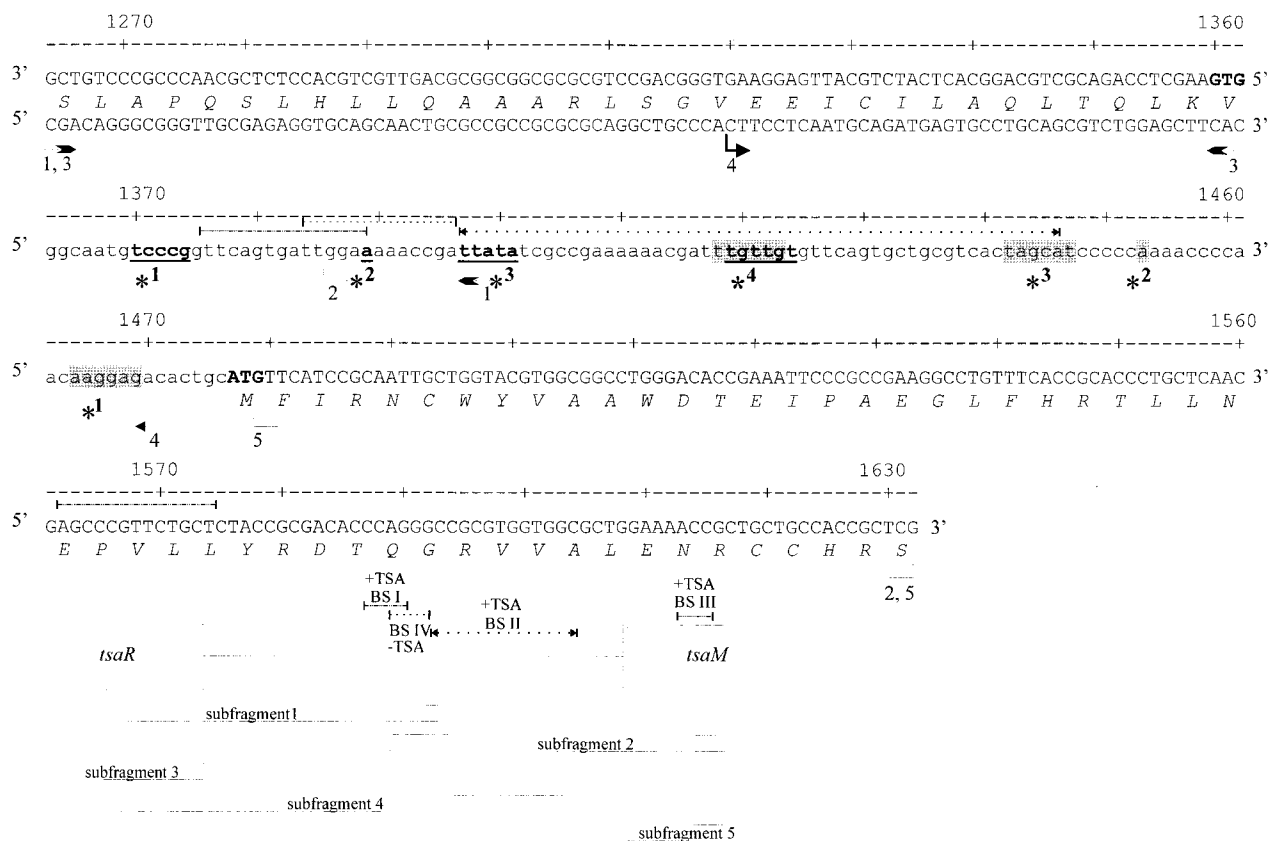 1270 1360
3’ GCTGTCCCGCCCAACGCTCTCCACGTCGTTGACGCGGCGGCGCGCGTCCGACGGGTGAAGGAGTTACGTCTACTCACGGACGTCGCAGACCTCGAAGTG 5’
S L A P Q S L H L L Q A A A R L S G V E E I C I L A Q L T Q L K V
5’ CGACAGGGCGGGTTGCGAGAGGTGCAGCAACTGCGCCGCCGCGCGCAGGCTGCCCACTTCCTCAATGCAGATGAGTGCCTGCAGCGTCTGGAGCTTCAC 3’
1, 3 4 3
1370 1460
5’ ggcaatgtcccggttcagtgattggaaaaaccgattatatcgccgaaaaaacgatttgttgtgttcagtgctgcgtcactagcatcccccaaaacccca 3’
*1 *2 *3 *4 *3 *2
2 1
1470 1560
5’ acaaggagacactgcATGTTCATCCGCAATTGCTGGTACGTGGCGGCCTGGGACACCGAAATTCCCGCCGAAGGCCTGTTTCACCGCACCCTGCTCAAC 3’
M F I R N C W Y V A A W D T E I P A E G L F H R T L L N
*1
4 5
1570 1630
5’ GAGCCCGTTCTGCTCTACCGCGACACCCAGGGCCGCGTGGTGGCGCTGGAAAACCGCTGCTGCCACCGCTCG 3’
E P V L L Y R D T Q G R V V A L E N R C C H R S
2, 5
+TSA +TSA +TSA
BS I BS II BS III
BS IV
-TSA
tsaR tsaM
subfragment1
subfragment 2
subfragment 3
subfragment 4
subfragment 5